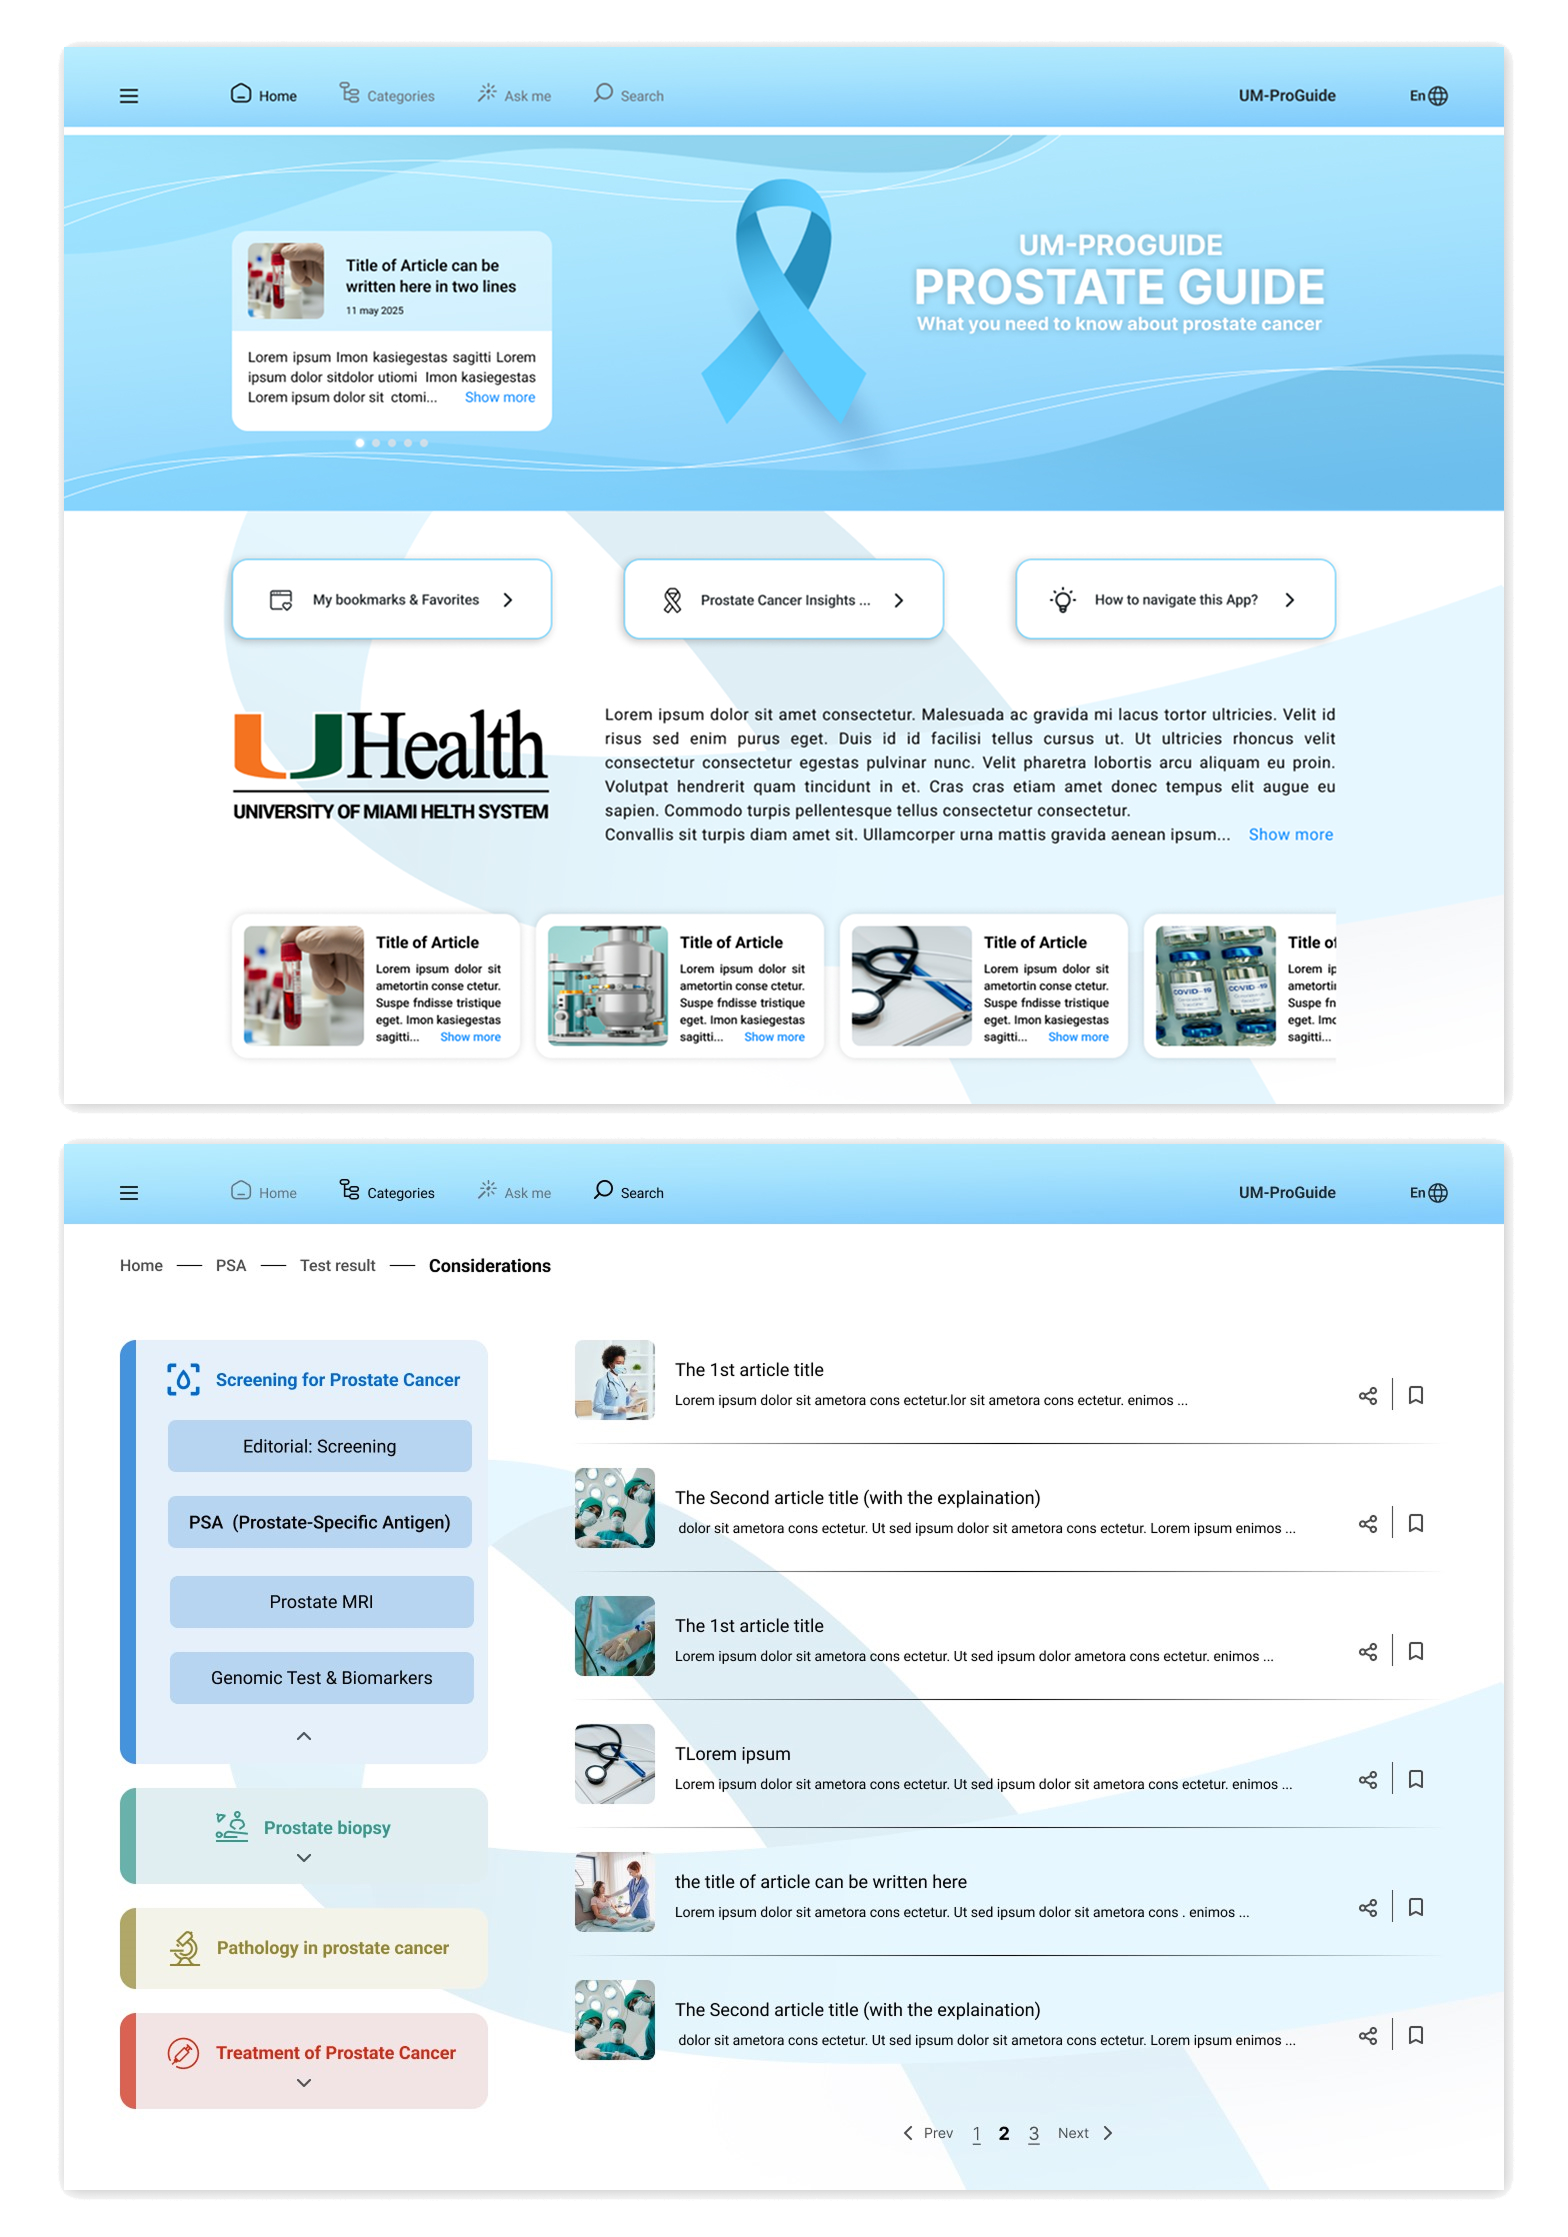 Home
Categories
Ask me
Search
UM-ProGuide
En
Title of Article can be
written here in two lines
11 may 2025
Lorem ipsum Imon kasiegestas sagitti Lorem
ipsum dolor sitdolor utiomi Imon kasiegestas
Lorem ipsum dolor sit ctomi... Show more
UM-PROGUIDE
PROSTATE GUIDE
What you need to know about prostate cancer
My bookmarks & Favorites
Prostate Cancer Insights ...
How to navigate this App?
UHealth
UNIVERSITY OF MIAMI HELTH SYSTEM
Lorem ipsum dolor sit amet consectetur. Malesuada ac gravida mi lacus tortor ultricies. Velit id
risus sed enim purus eget. Duis id id facilisi tellus cursus ut. Ut ultricies rhoncus velit
consectetur consectetur egestas pulvinar nunc. Velit pharetra lobortis arcu aliquam eu proin.
Volutpat hendrerit quam tincidunt in et. Cras cras etiam amet donec tempus elit augue eu
sapien. Commodo turpis pellentesque tellus consectetur consectetur.
Convallis sit turpis diam amet sit. Ullamcorper urna mattis gravida aenean ipsum... Show more
Title of Article
Lorem ipsum dolor sit
ametortin conse ctetur.
Suspe fndisse tristique
eget. Imon kasiegestas
sagitti... Show more
Title of Article
Lorem ipsum dolor sit
ametortin conse ctetur.
Suspe fndisse tristique
eget. Imon kasiegestas
sagitti... Show more
Title of Article
Lorem ipsum dolor sit
ametortin conse ctetur.
Suspe fndisse tristique
eget. Imon kasiegestas
sagitti... Show more
COVID-19
COVID-19
Title of
Lorem ip
ametorti
Suspe fn
eget. Imo
sagitti...
Home
Categories
Ask me
Search
UM-ProGuide
En
Home — PSA — Test result — Considerations
Screening for Prostate Cancer
Editorial: Screening
PSA (Prostate-Specific Antigen)
Prostate MRI
Genomic Test & Biomarkers
Prostate biopsy
Pathology in prostate cancer
Treatment of Prostate Cancer
The 1st article title
Lorem ipsum dolor sit ametora cons ectetur.lor sit ametora cons ectetur. enimos ...
The Second article title (with the explaination)
dolor sit ametora cons ectetur. Ut sed ipsum dolor sit ametora cons ectetur. Lorem ipsum enimos ...
The 1st article title
Lorem ipsum dolor sit ametora cons ectetur. Ut sed ipsum dolor ametora cons ectetur. enimos ...
TLorem ipsum
Lorem ipsum dolor sit ametora cons ectetur. Ut sed ipsum dolor sit ametora cons ectetur. enimos ...
the title of article can be written here
Lorem ipsum dolor sit ametora cons ectetur. Ut sed ipsum dolor sit ametora cons . enimos ...
The Second article title (with the explaination)
dolor sit ametora cons ectetur. Ut sed ipsum dolor sit ametora cons ectetur. Lorem ipsum enimos ...
Prev 1 2 3 Next